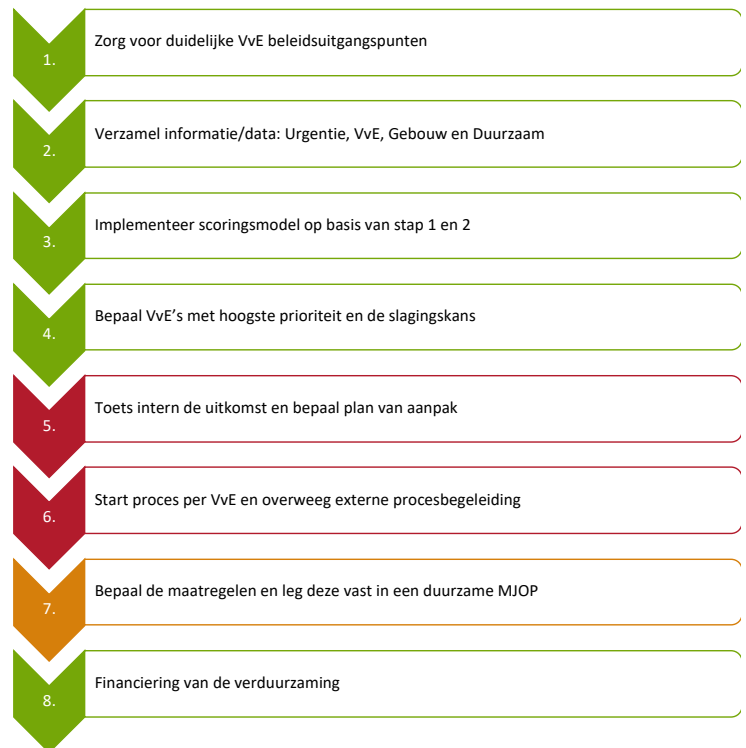 1.
Zorg voor duidelijke VvE beleidsuitgangspunten
2.
Verzamel informatie/data: Urgentie, VvE, Gebouw en Duurzaam
3.
Implementeer scoringsmodel op basis van stap 1 en 2
4.
Bepaal VvE's met hoogste prioriteit en de slagingskans
5.
Toets intern de uitkomst en bepaal plan van aanpak
6.
Start proces per VvE en overweeg externe procesbegeleiding
7.
Bepaal de maatregelen en leg deze vast in een duurzame MJOP
8.
Financiering van de verduurzaming